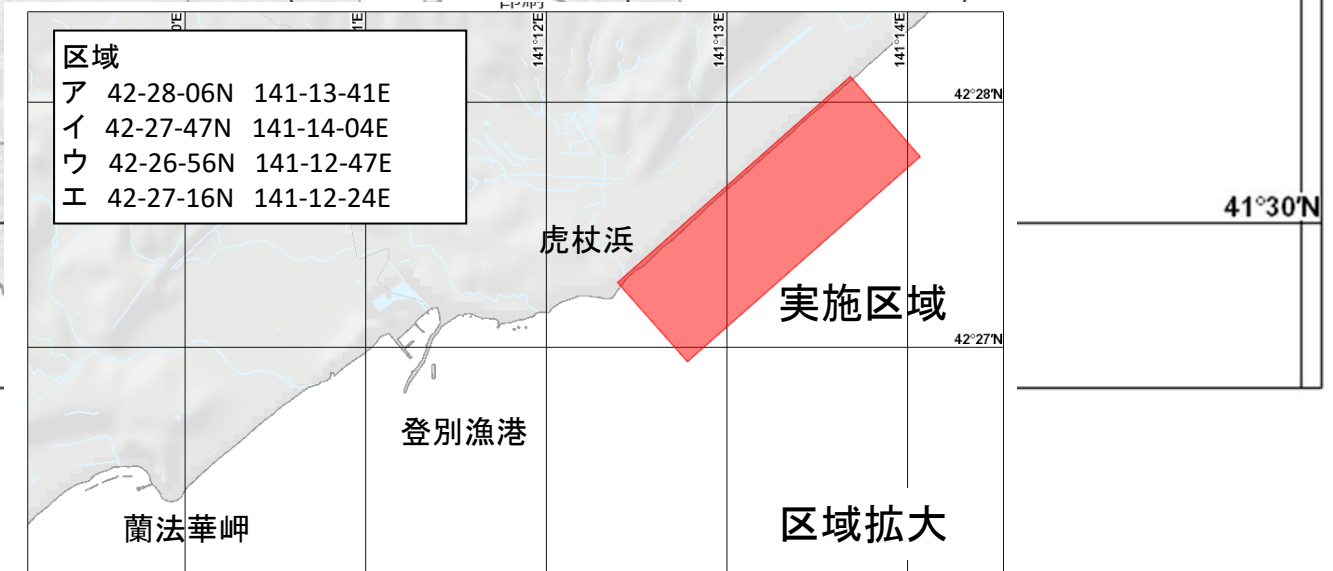 141°12'E
141°13'E
141°14'E
区域
ア 42-28-06N 141-13-41E
イ 42-27-47N 141-14-04E
ウ 42-26-56N 141-12-47E
エ 42-27-16N 141-12-24E
42°28'N
41°30'N
虎杖浜
実施区域
42°27'N
登別漁港
蘭法華岬
区域拡大